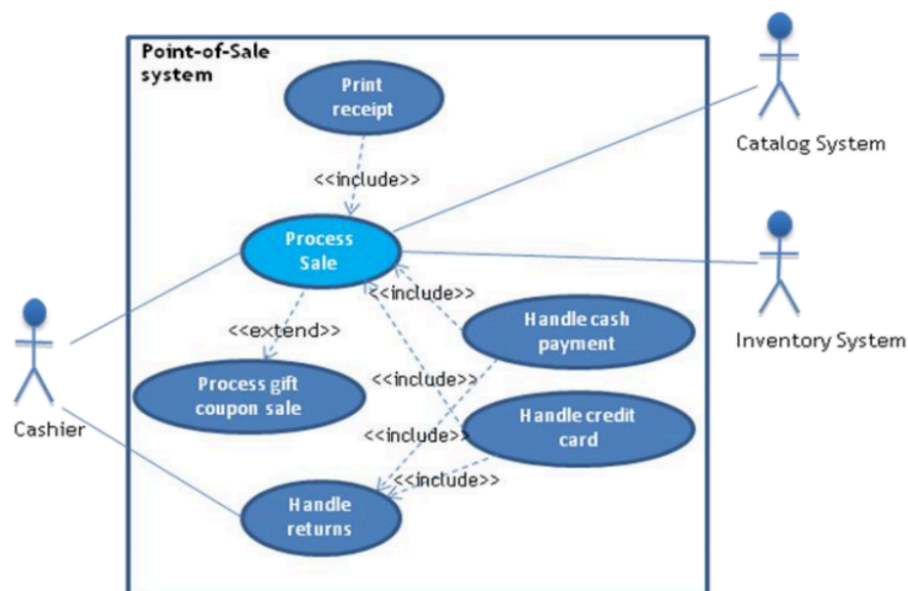 Point-of-Sale
system
Print
receipt
Catalog System
<<include>>
Process
Sale
<<include>>
Inventory System
<<extend>>
Handle cash
payment
Process gift
coupon sale
<<include>>
Handle credit
card
Cashier
<<include>>
<<include>>
Handle
returns